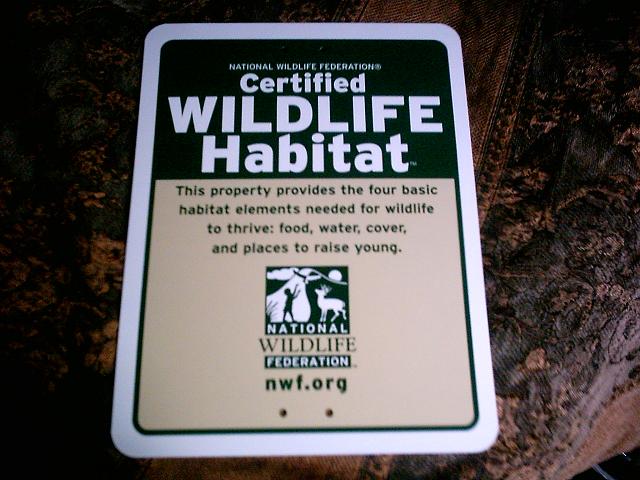 NATIONAL WILDLIFE FEDERATION®
Certified
WILDLIFE
Habitat™
This property provides the four basic
habitat elements needed for wildlife
to thrive: food, water, cover,
and places to raise young.
NATIONAL
WILDLIFE
FEDERATION™
nwf.org